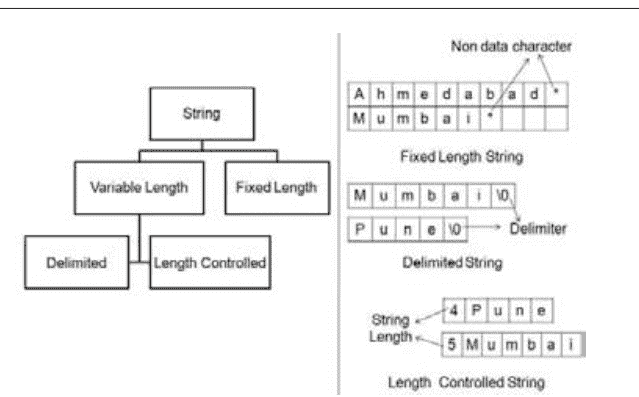 String
Variable Length
Fixed Length
Delimited
Length Controlled
Non data character
A h m e d a b a d *
M u m b a i *
Fixed Length String
M u m b a i \0
P u n e \0
Delimiter
Delimited String
4 P u n e
String
Length
5 M u m b a i
Length Controlled String